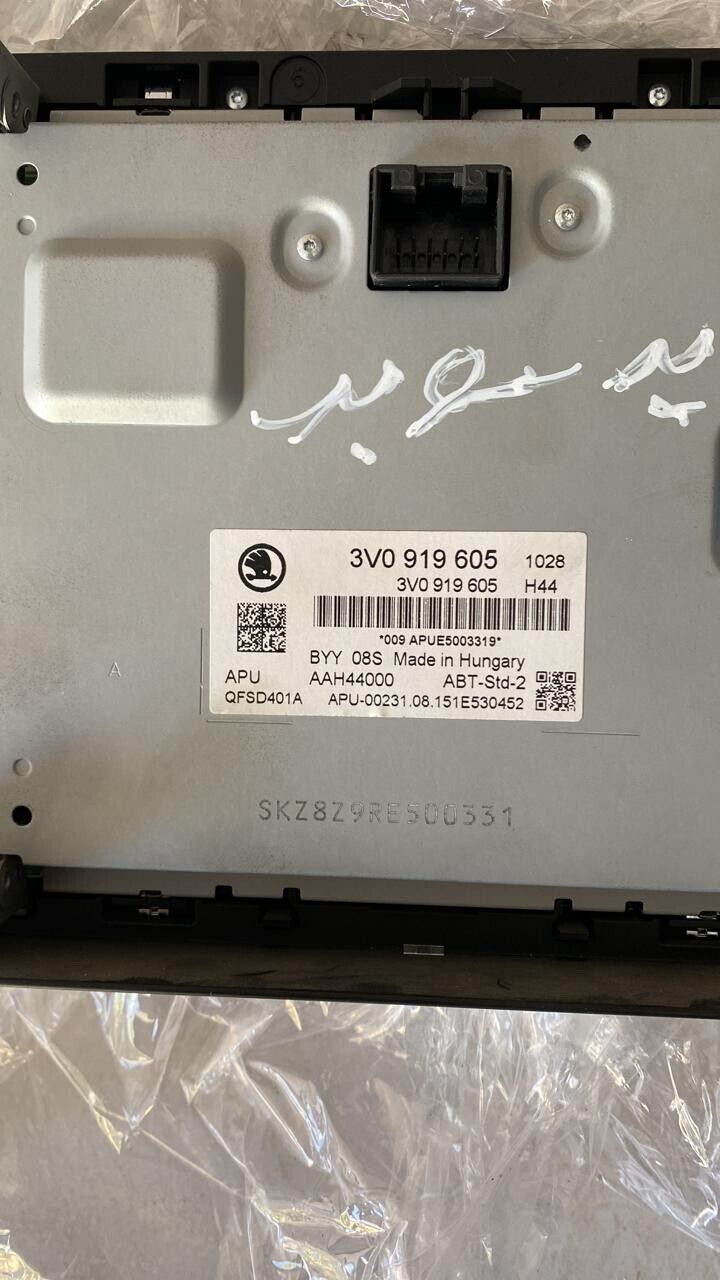 3V0 919 605 1028
3V0 919 605 H44
*009 APUE5003319*
BYY 08S Made in Hungary
APU AAH44000 ABT-Std-2
QFSD401A APU-00231.08.151E530452
A
SKZ8Z9RE500331